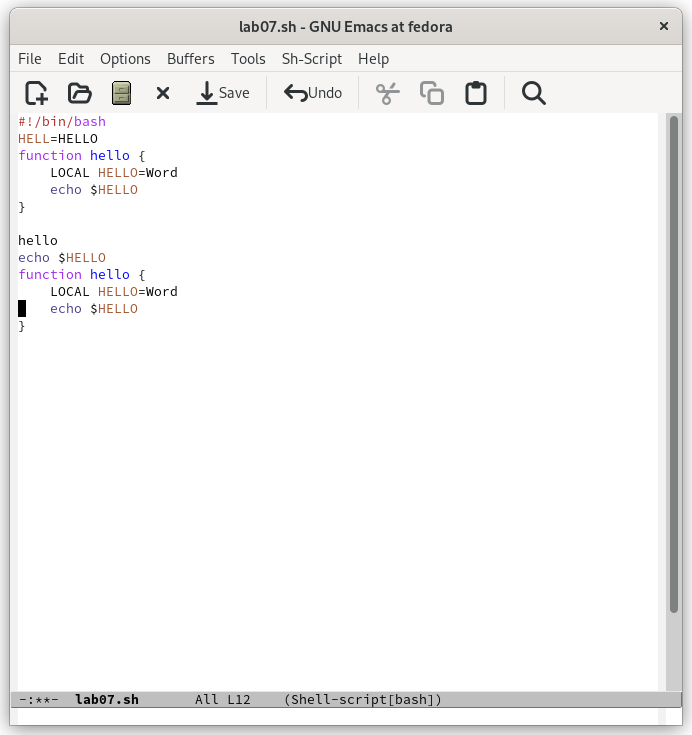 lab07.sh - GNU Emacs at fedora
File Edit Options Buffers Tools Sh-Script Help
Save Undo
#!/bin/bash
HELL=HELLO
function hello {
    LOCAL HELLO=Word
    echo $HELLO
}

hello
echo $HELLO
function hello {
    LOCAL HELLO=Word
    echo $HELLO
}
-:**-  lab07.sh       All L12    (Shell-script[bash])